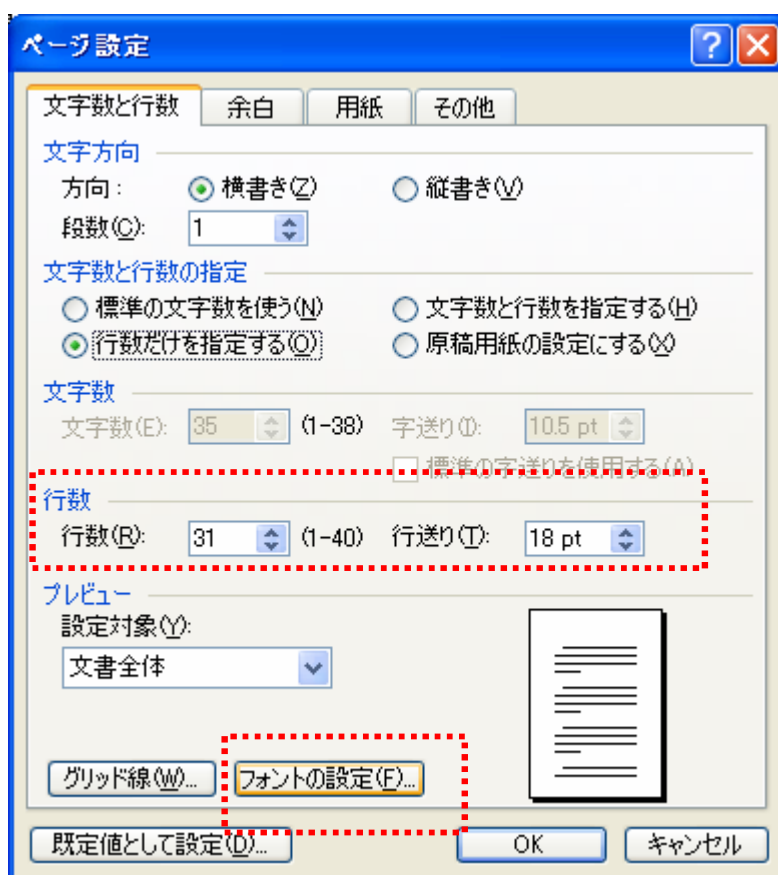 ページ設定
文字数と行数 余白 用紙 その他
文字方向
方向: 横書き(Z) 縦書き(V)
段数(C): 1
文字数と行数の指定
標準の文字数を使う(N) 文字数と行数を指定する(H)
行数だけを指定する(O) 原稿用紙の設定にする(X)
文字数
文字数(E): 35 (1-38) 字送り(I): 10.5 pt
標準の字送りを使用する(A)
行数
行数(R): 31 (1-40) 行送り(T): 18 pt
プレビュー
設定対象(Y):
文書全体
グリッド線(W)... フォントの設定(F)...
既定値として設定(D)... OK キャンセル